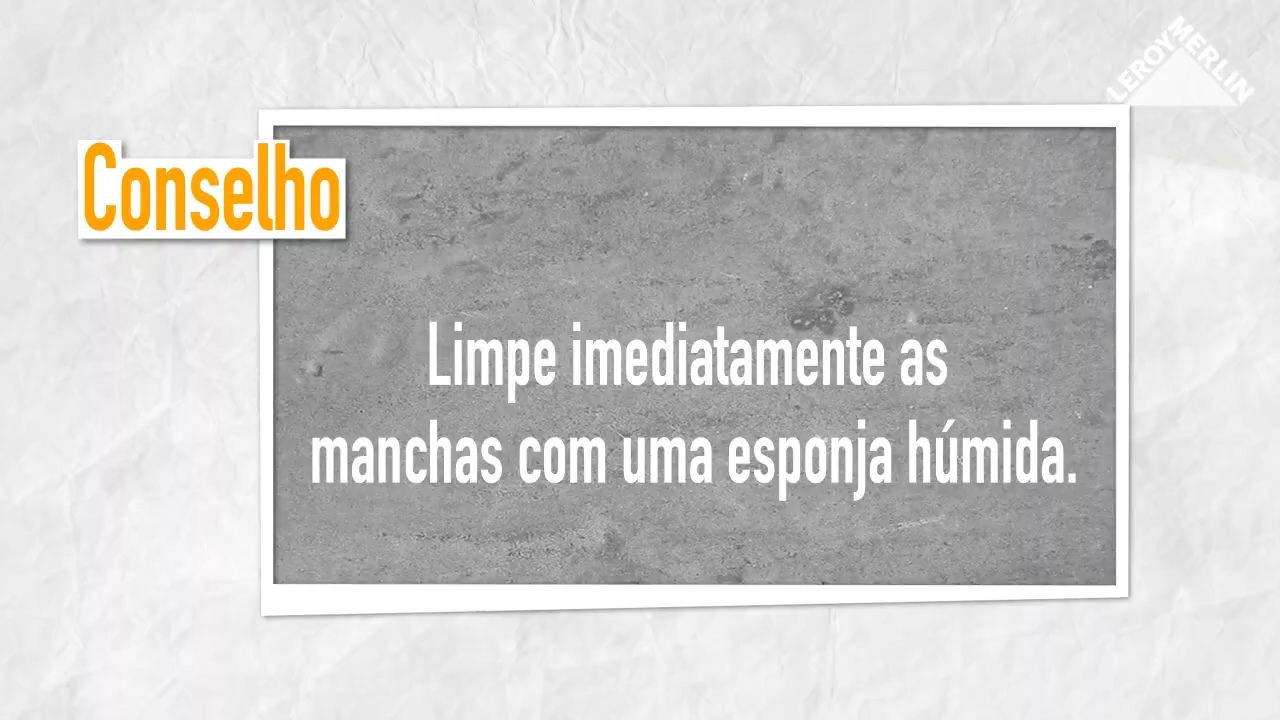 LEROY MERLIN
Conselho
Limpe imediatamente as
manchas com uma esponja húmida.